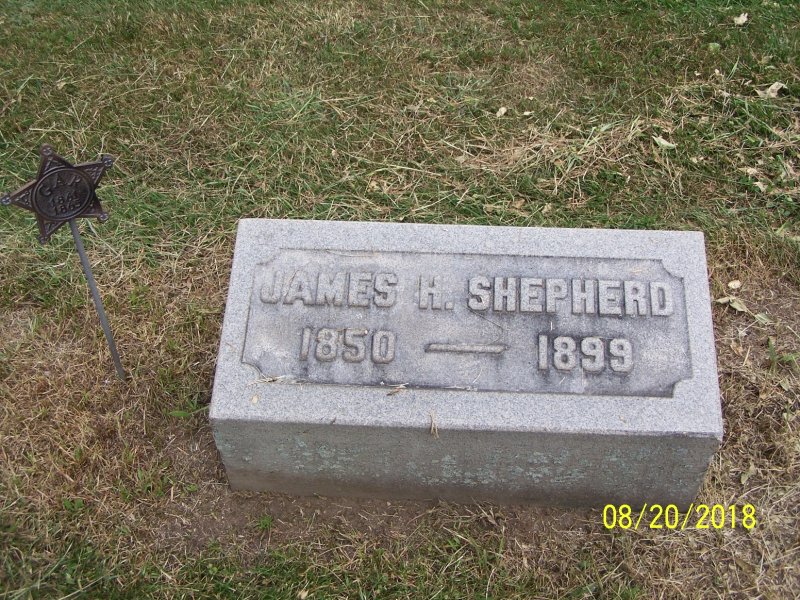 G.A.R.
JAMES H. SHEPHERD
1850 — 1899
08/20/2018